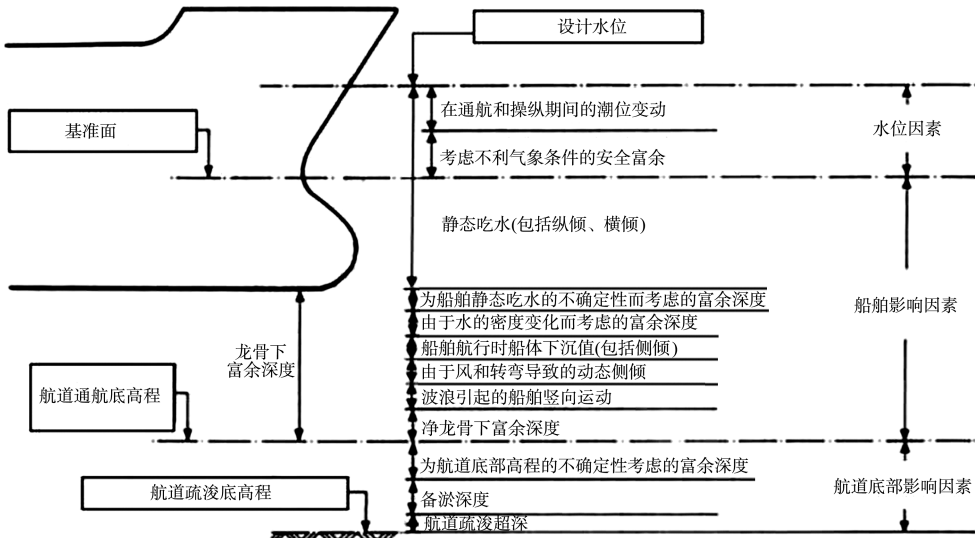 设计水位
在通航和操纵期间的潮位变动
基准面
水位因素
考虑不利气象条件的安全富余
静态吃水(包括纵倾、横倾)
为船舶静态吃水的不确定性而考虑的富余深度
船舶影响因素
由于水的密度变化而考虑的富余深度
船舶航行时船体下沉值(包括侧倾)
龙骨下
富余深度
由于风和转弯导致的动态侧倾
航道通航底高程
波浪引起的船舶竖向运动
净龙骨下富余深度
为航道底部高程的不确定性考虑的富余深度
航道底部影响因素
航道疏浚底高程
备淤深度
航道疏浚超深